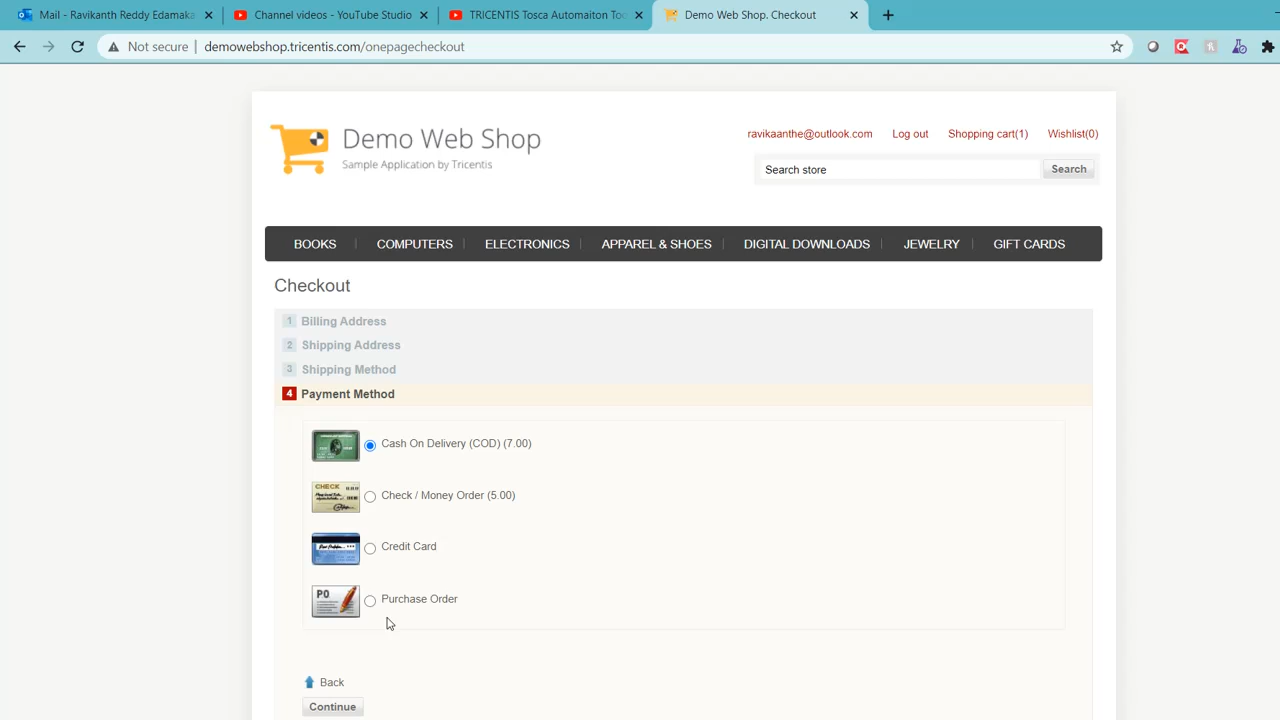 Mail - Ravikanth Reddy Edamaka
Channel videos - YouTube Studio
TRICENTIS Tosca Automaiton Too
Demo Web Shop. Checkout
Not secure
demowebshop.tricentis.com/onepagecheckout
Demo Web Shop
Sample Application by Tricentis
ravikaanthe@outlook.com Log out Shopping cart(1) Wishlist(0)
Search store Search
BOOKS COMPUTERS ELECTRONICS APPAREL & SHOES DIGITAL DOWNLOADS JEWELRY GIFT CARDS
Checkout
1 Billing Address
2 Shipping Address
3 Shipping Method
4 Payment Method
Cash On Delivery (COD) (7.00)
CHECK
Check / Money Order (5.00)
Credit Card
PO
Purchase Order
Back
Continue